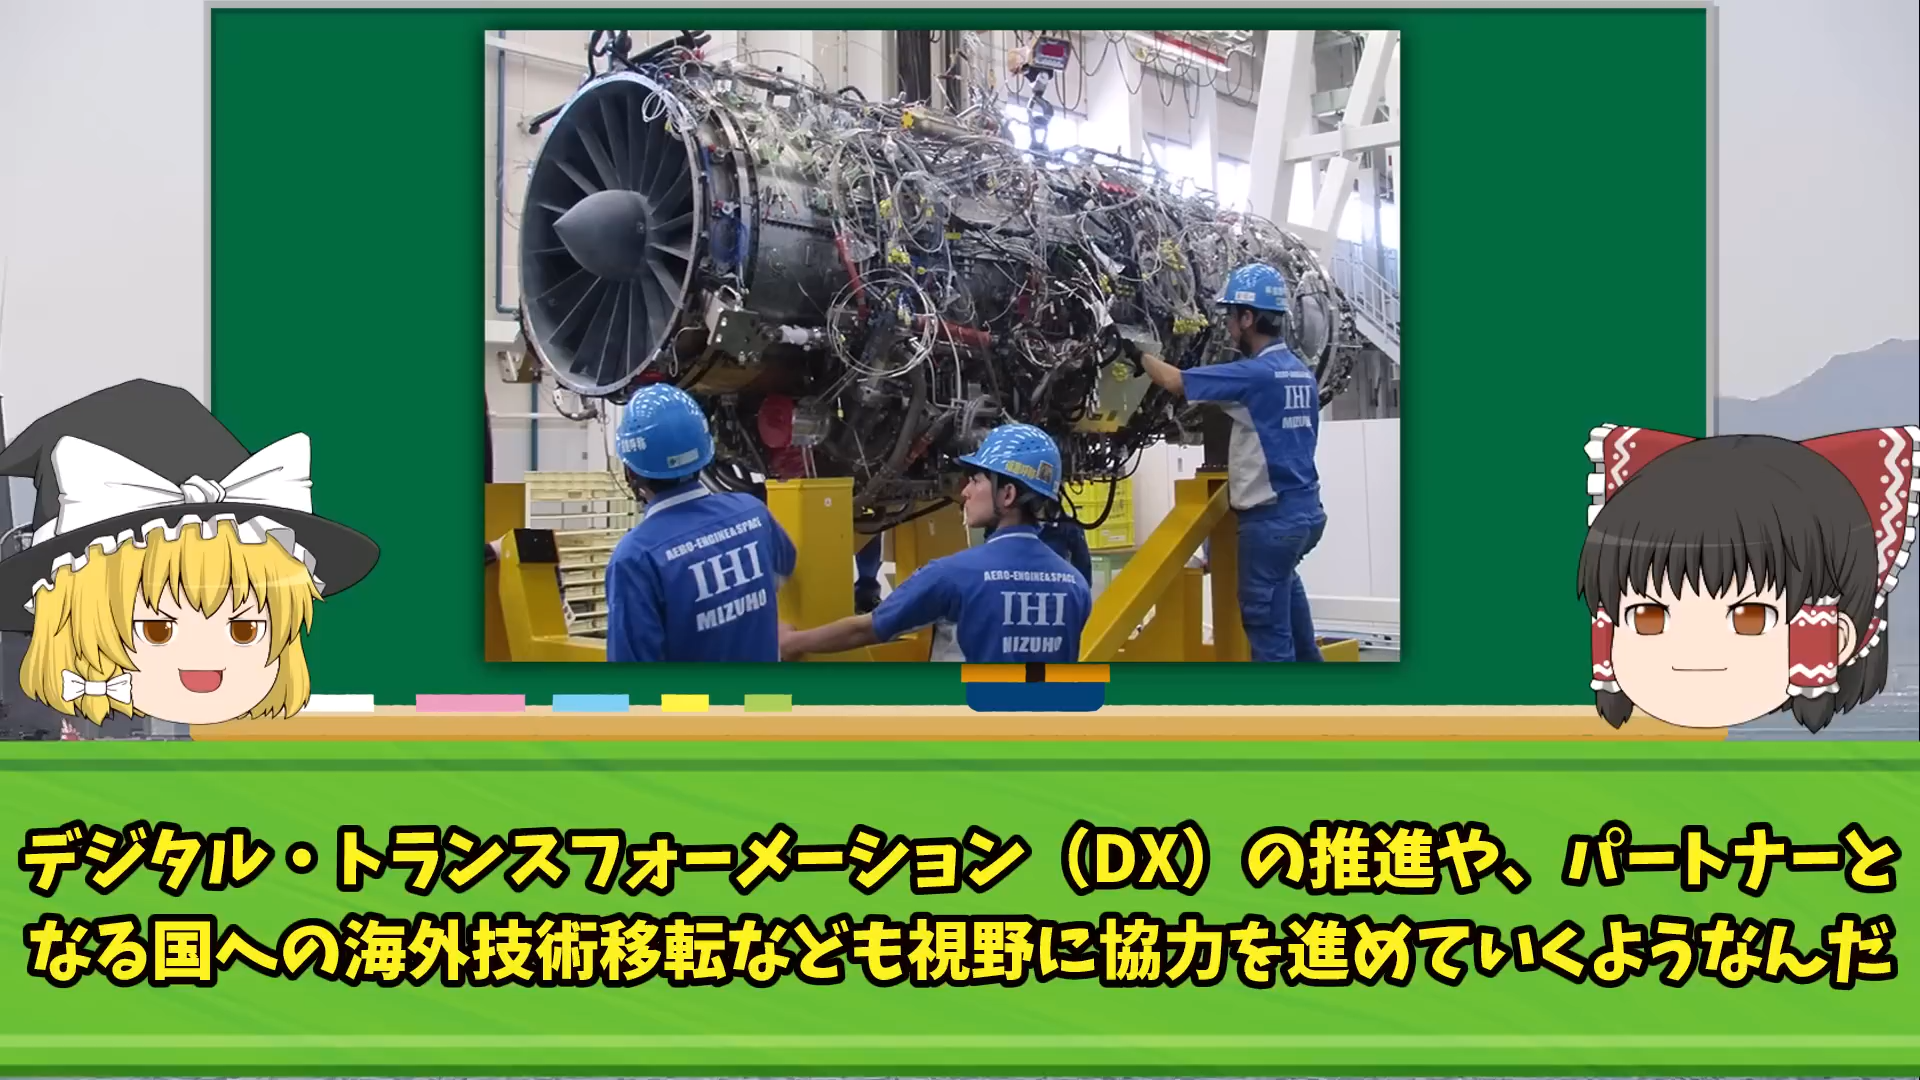 AERO-ENGINE&SPACE
IHI
MIZUHO
AERO-ENGINE&SPACE
IHI
MIZUHO
IHI
MIZUHO
デジタル・トランスフォーメーション（DX）の推進や、パートナーと
なる国への海外技術移転なども視野に協力を進めていくようなんだ